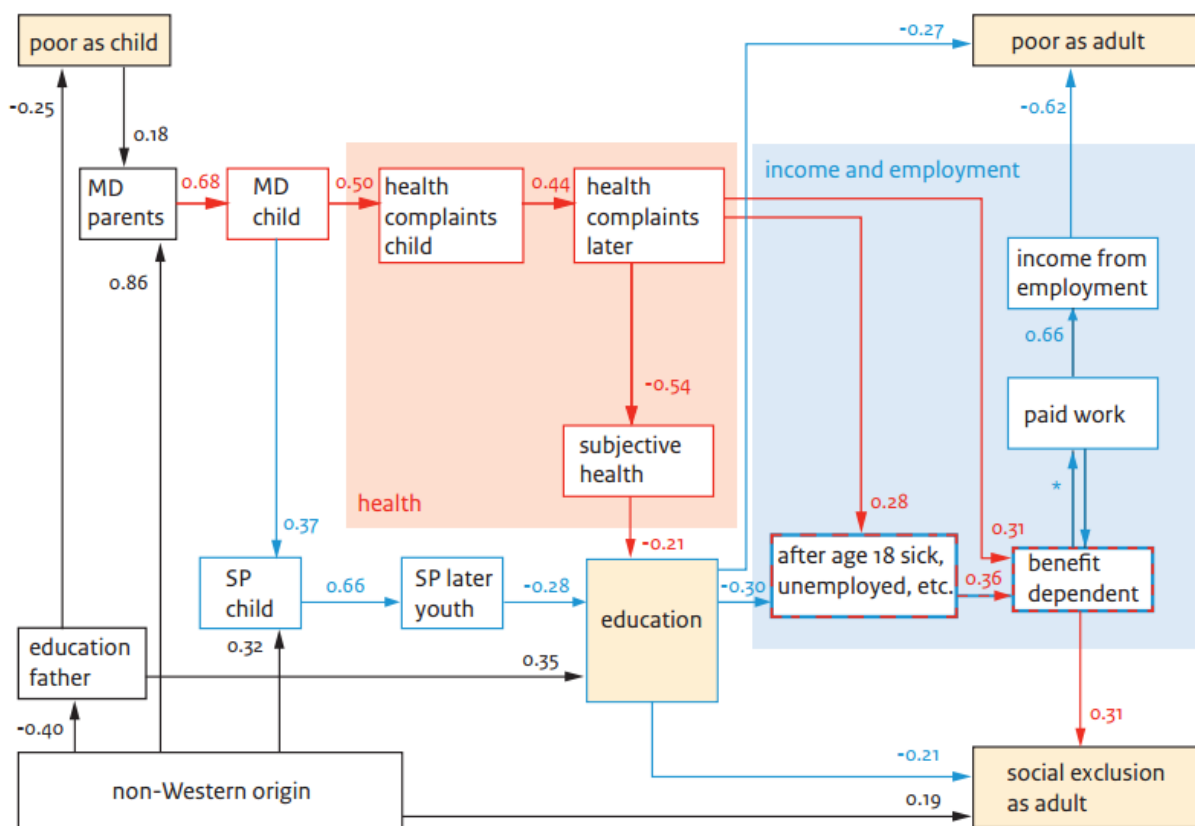 poor as child
-0.27
poor as adult
-0.25
0.18
-0.62
MD
parents
0.68
MD
child
0.50
health
complaints
child
0.44
health
complaints
later
income and employment
0.86
income from
employment
0.66
-0.54
paid work
subjective
health
*
health
0.37
0.28
0.31
-0.21
SP
child
0.66
SP later
youth
-0.28
education
-0.30
after age 18 sick,
unemployed, etc.
0.36
benefit
dependent
0.32
education
father
0.35
-0.40
0.31
-0.21
non-Western origin
0.19
social exclusion
as adult